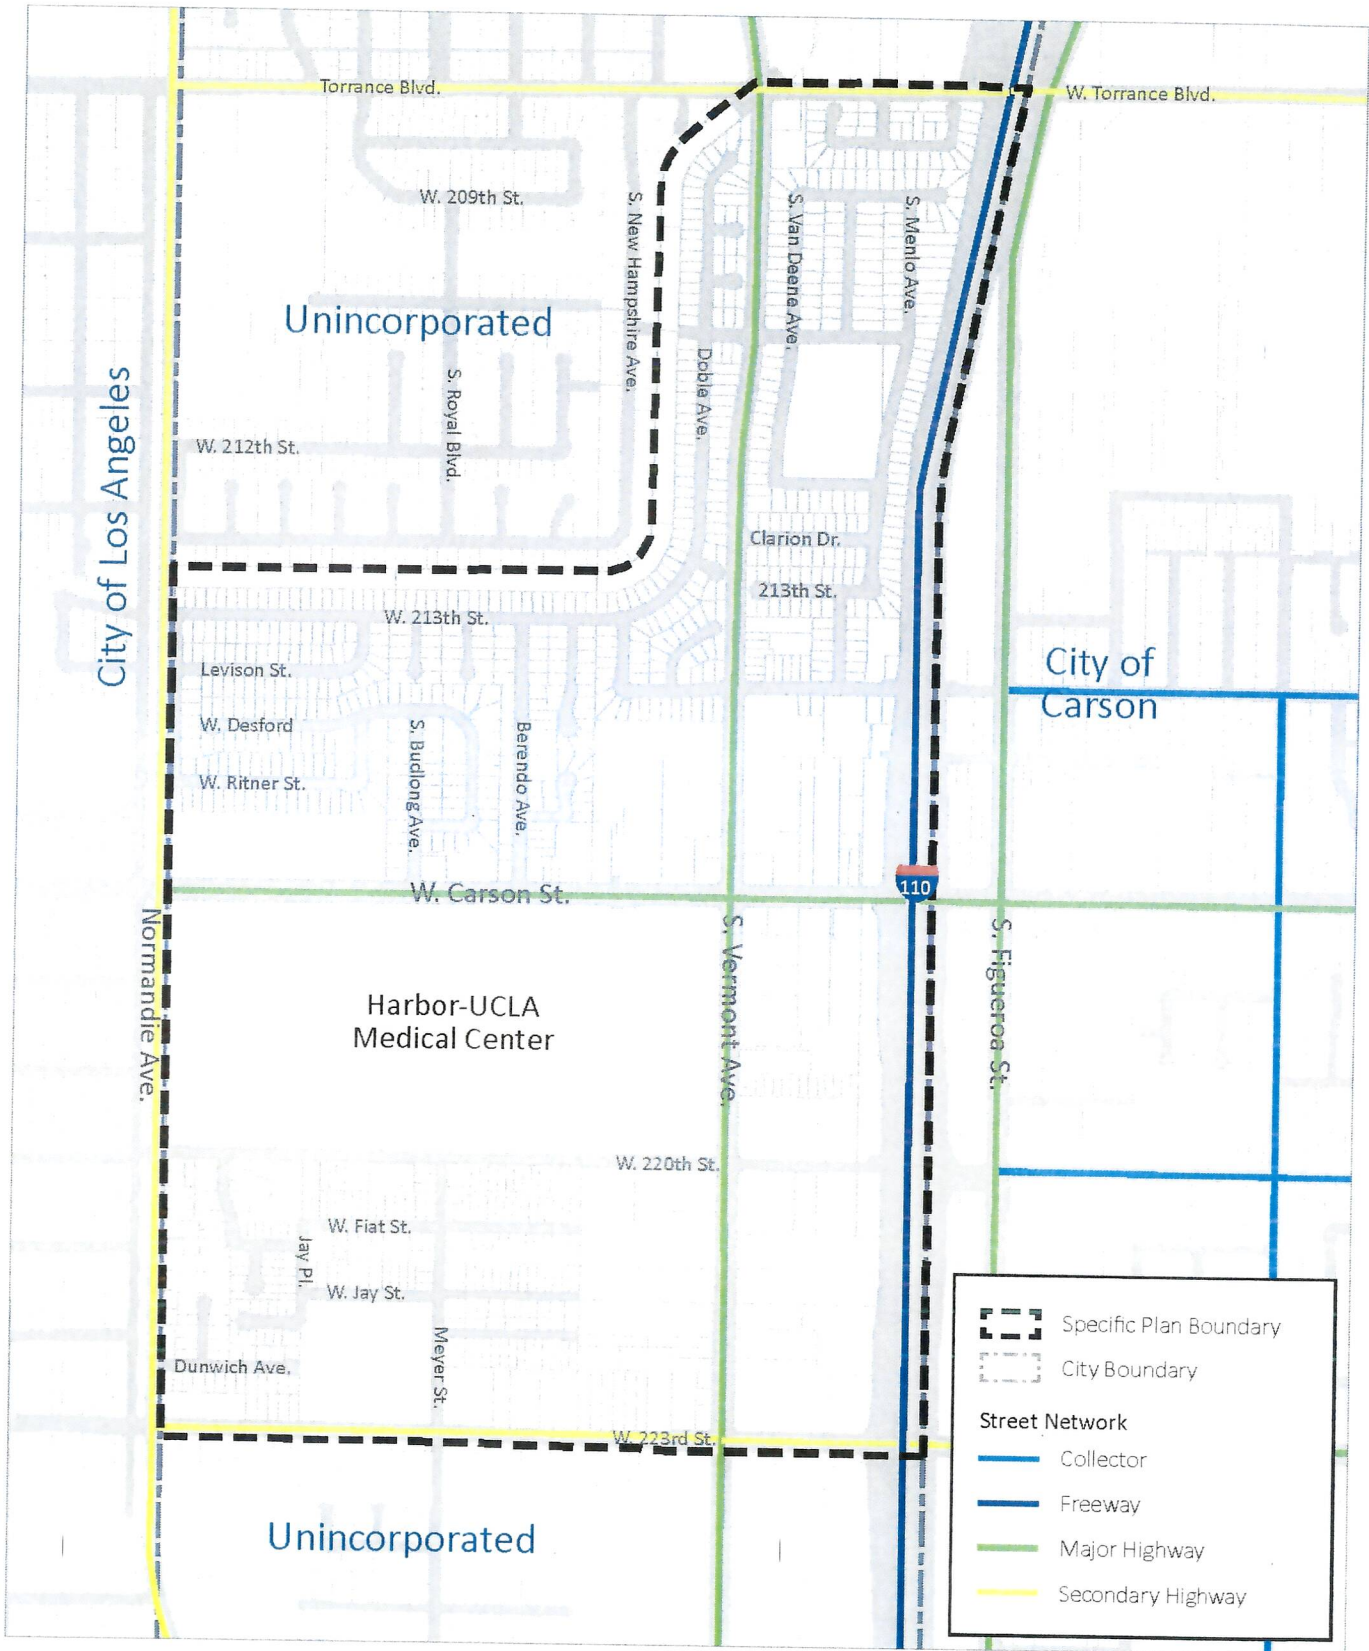 Torrance Blvd.
W. Torrance Blvd.
W. 209th St.
S. New Hampshire Ave.
S. Van Deene Ave.
S. Menlo Ave.
Unincorporated
Doble Ave.
S. Royal Blvd.
City of Los Angeles
W. 212th St.
Clarion Dr.
213th St.
W. 213th St.
Levison St.
City of
Carson
W. Desford
S. Budlong Ave.
Berendo Ave.
W. Ritner St.
110
W. Carson St.
Normandie Ave.
S. Vermont Ave.
S. Figueroa St.
Harbor-UCLA
Medical Center
W. 220th St.
W. Fiat St.
Jay Pl.
W. Jay St.
Meyer St.
Dunwich Ave.
W. 223rd St.
Unincorporated
Specific Plan Boundary
City Boundary
Street Network
Collector
Freeway
Major Highway
Secondary Highway